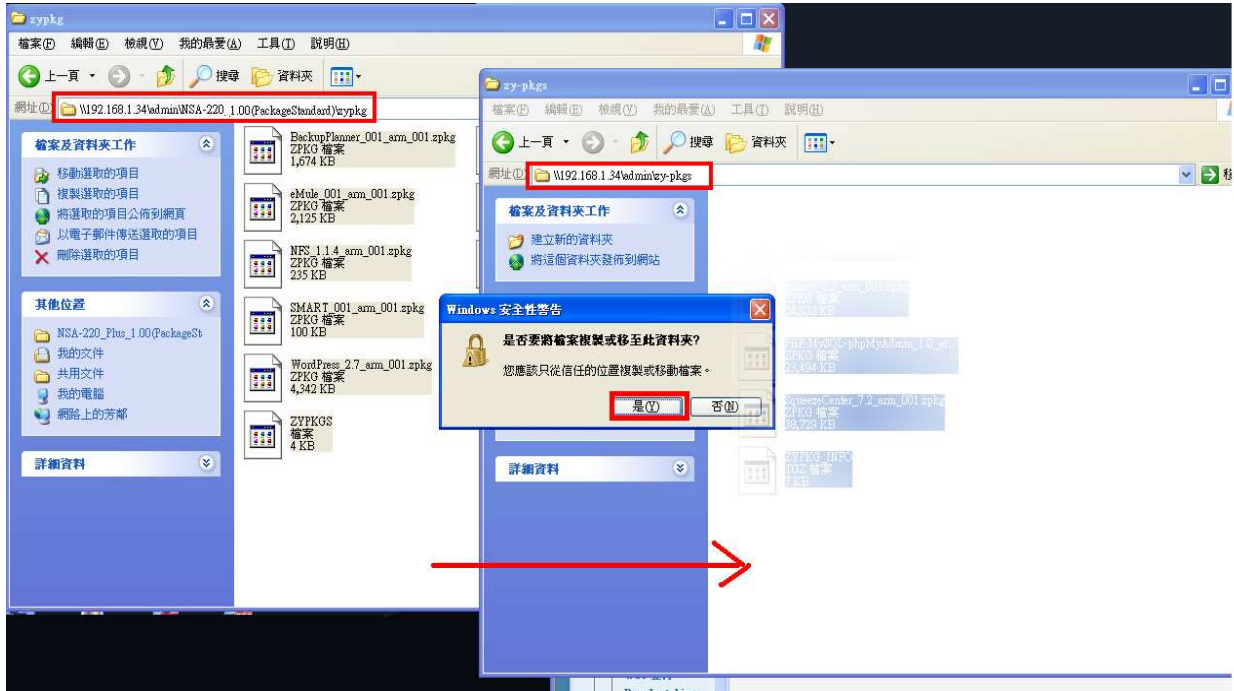 zypkg
檔案(F) 編輯(E) 檢視(V) 我的最愛(A) 工具(T) 說明(H)
上一頁 搜尋 資料夾
網址(D) \\192.168.1.34\admin\NSA-220_1.00(PackageStandard)\zypkg
檔案及資料夾工作
移動選取的項目
複製選取的項目
將選取的項目公佈到網頁
以電子郵件傳送選取的項目
刪除選取的項目
其他位置
NSA-220_Plus_1.00(PackageSt
我的文件
共用文件
我的電腦
網路上的芳鄰
詳細資料
BackupPlanner_001_arm_001.zpkg
ZPKG 檔案
1,674 KB
eMule_001_arm_001.zpkg
ZPKG 檔案
2,125 KB
NFS_1.1.4_arm_001.zpkg
ZPKG 檔案
235 KB
SMART_001_arm_001.zpkg
ZPKG 檔案
100 KB
WordPress_2.7_arm_001.zpkg
ZPKG 檔案
4,342 KB
ZYPKGS
檔案
4 KB
zy-pkgs
檔案(F) 編輯(E) 檢視(V) 我的最愛(A) 工具(T) 說明(H)
上一頁 搜尋 資料夾
網址(D) \\192.168.1.34\admin\zy-pkgs
檔案及資料夾工作
建立新的資料夾
將這個資料夾發佈到網站
詳細資料
Windows 安全性警告
是否要將檔案複製或移至此資料夾?
您應該只從信任的位置複製或移動檔案。
是(Y) 否(N)
ZPKG 檔案
PHP-MySQL-phpMyAdmin_1.0_ar...
ZPKG 檔案
23,494 KB
SqueezeCenter_7.2_arm_001.zpkg
ZPKG 檔案
38,729 KB
ZYPKG_INFO
TGZ 檔案
7 KB